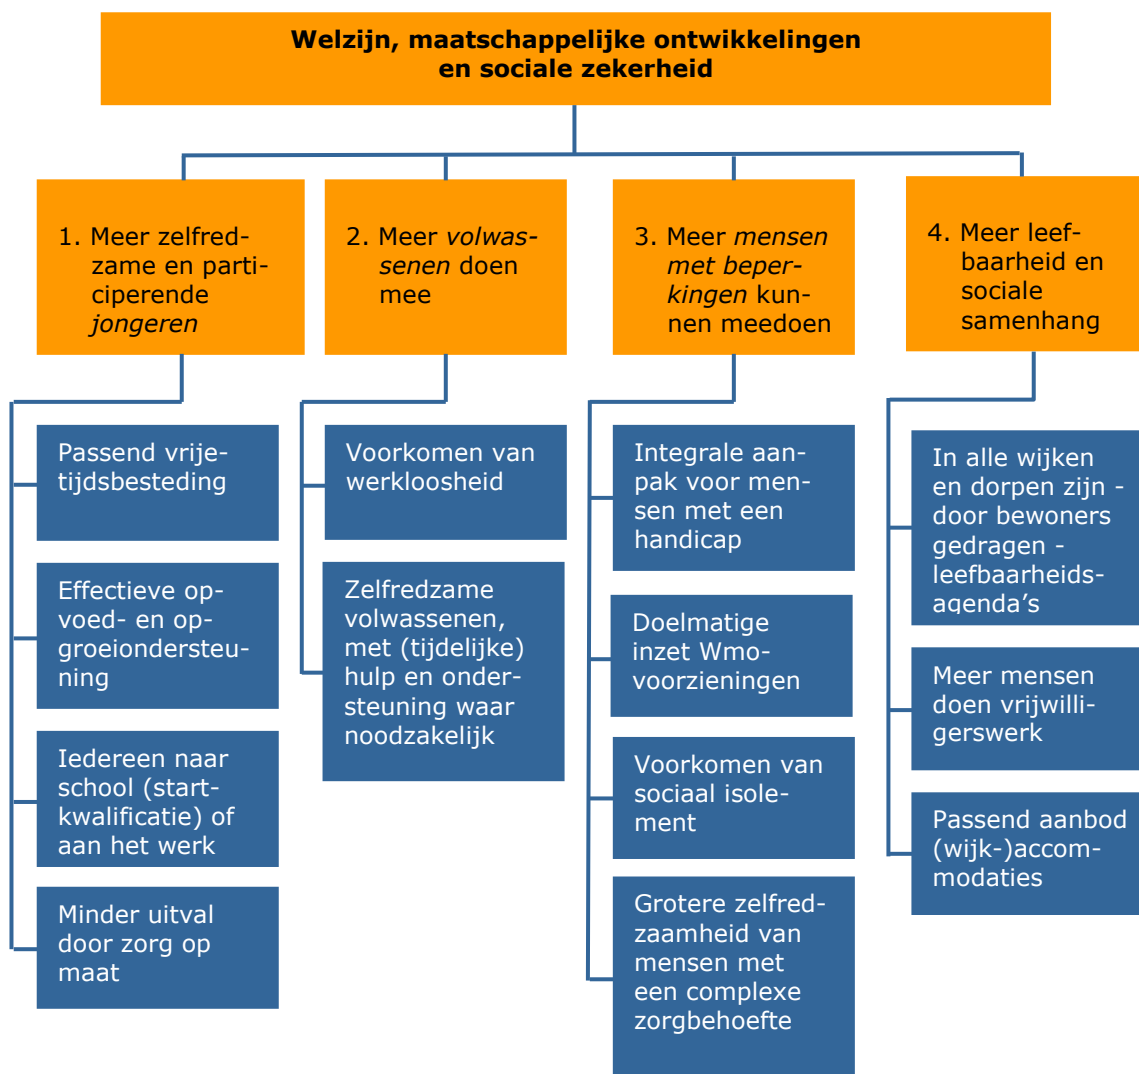 Welzijn, maatschappelijke ontwikkelingen
en sociale zekerheid
1. Meer zelfred-
zame en parti-
ciperende
jongeren
2. Meer volwas-
senen doen
mee
3. Meer mensen
met beper-
kingen kun-
nen meedoen
4. Meer leef-
baarheid en
sociale
samenhang
Passend vrije-
tijdsbesteding
Effectieve op-
voed- en op-
groeiondersteu-
ning
Iedereen naar
school (start-
kwalificatie) of
aan het werk
Minder uitval
door zorg op
maat
Voorkomen van
werkloosheid
Zelfredzame
volwassenen,
met (tijdelijke)
hulp en onder-
steuning waar
noodzakelijk
Integrale aan-
pak voor men-
sen met een
handicap
Doelmatige
inzet Wmo-
voorzieningen
Voorkomen van
sociaal isole-
ment
Grotere zelfred-
zaamheid van
mensen met
een complexe
zorgbehoefte
In alle wijken
en dorpen zijn -
door bewoners
gedragen -
leefbaarheids-
agenda's
Meer mensen
doen vrijwilli-
gerswerk
Passend aanbod
(wijk-)accom-
modaties